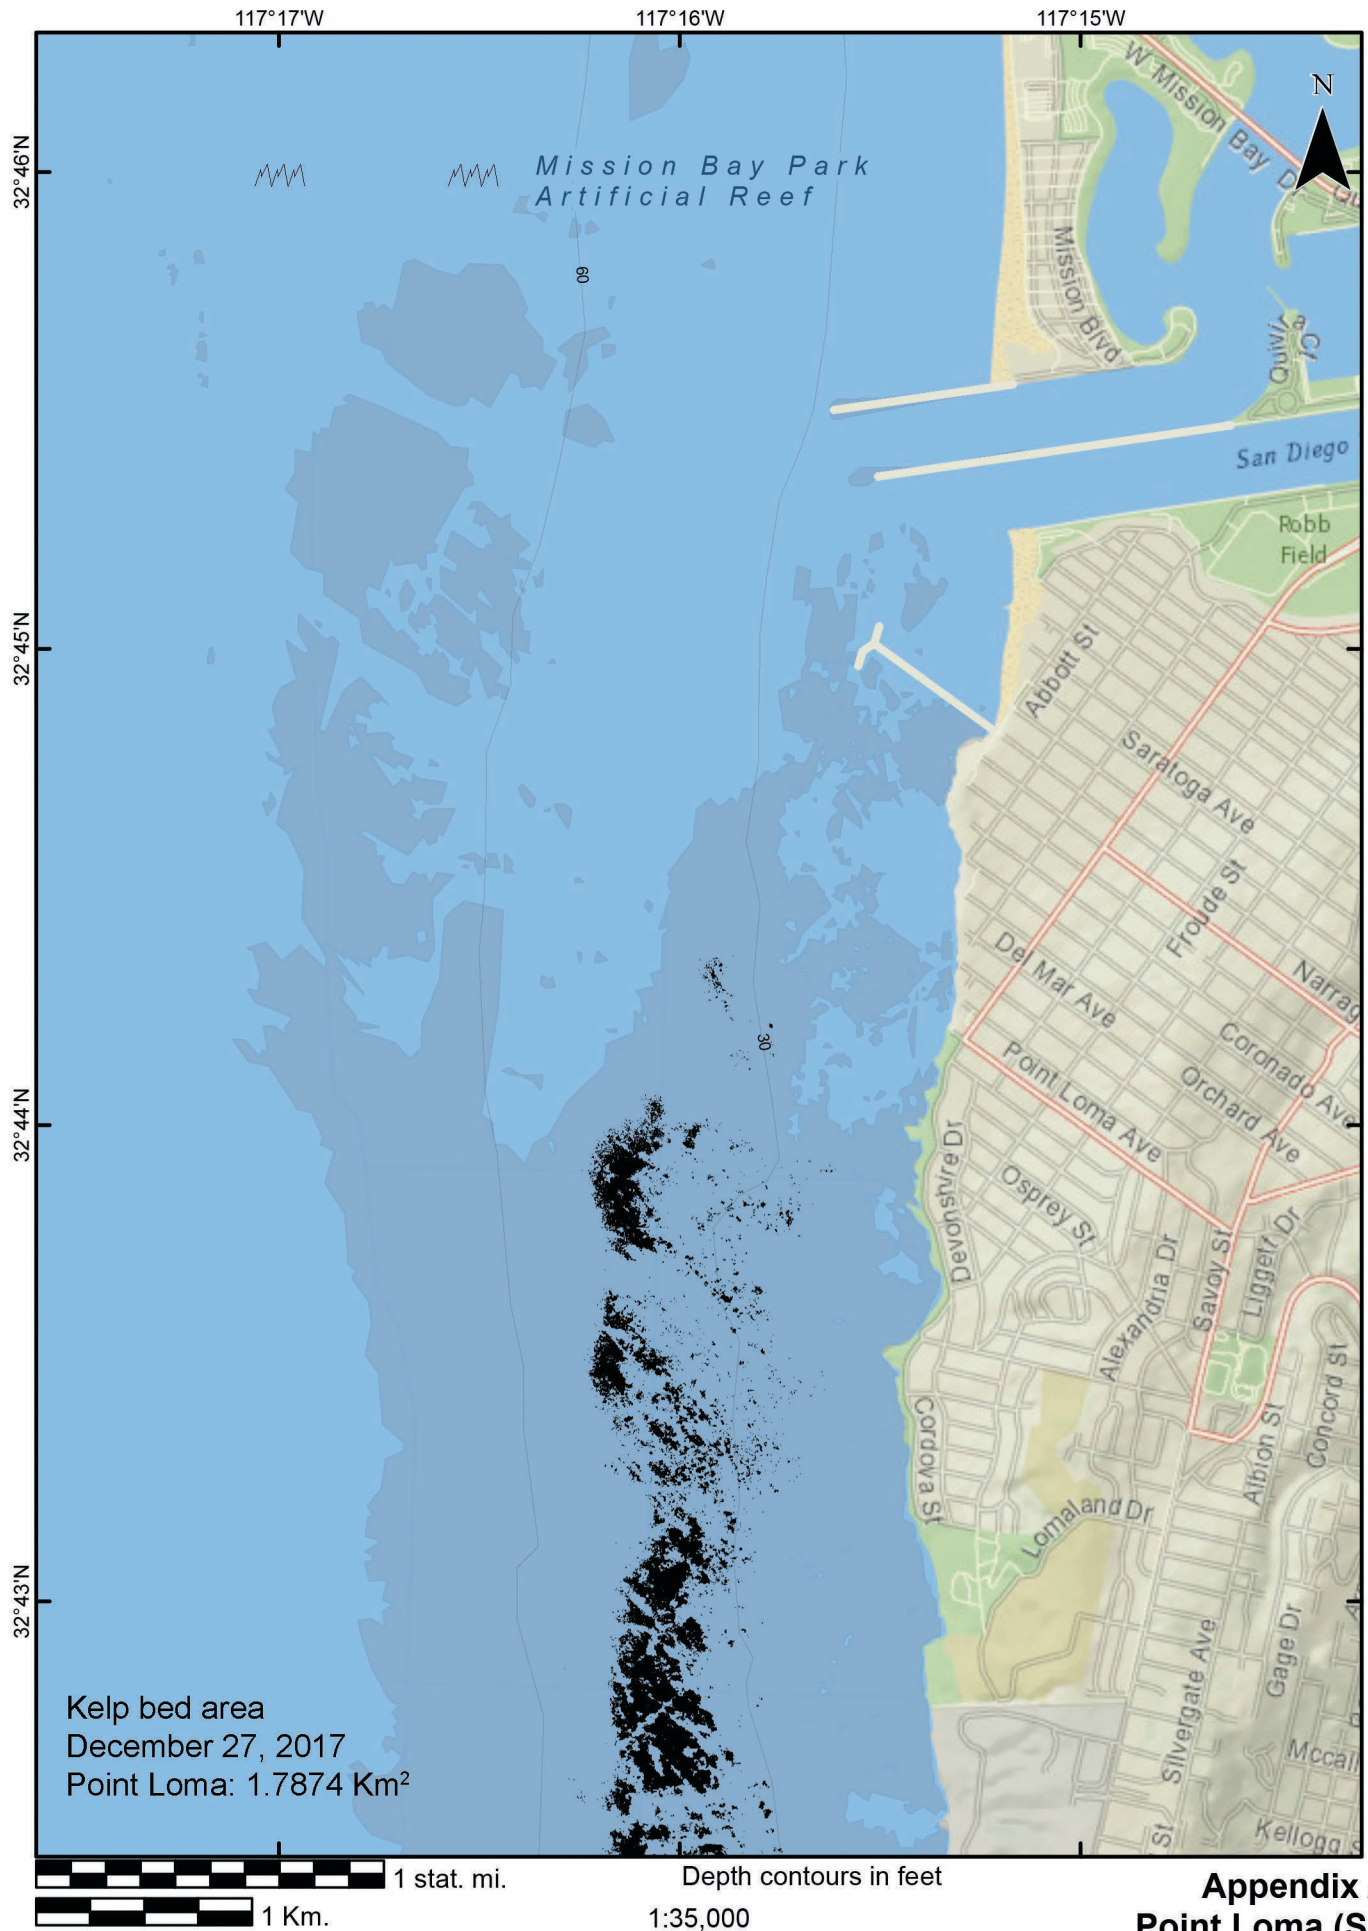 117°17'W
117°16'W
117°15'W
N
32°46'N
32°45'N
32°44'N
32°43'N
Mission Bay Park
Artificial Reef
W Mission Bay Dr
Mission Blvd
Quivira Ct
San Diego
Robb
Field
60
30
Abbott St
Saratoga Ave
Froude St
Del Mar Ave
Narrag
Coronado Ave
Point Loma Ave
Orchard Ave
Devonshire Dr
Osprey St
Alexandria Dr
Savoy St
Liggett Dr
Concord St
Albion St
Cordova St
Lomaland Dr
Silvergate Ave
Gage Dr
Mccall
St
Kellogg
Kelp bed area
December 27, 2017
Point Loma: 1.7874 Km²
1 stat. mi.
Depth contours in feet
Appendix
1 Km.
1:35,000
Point Loma (S